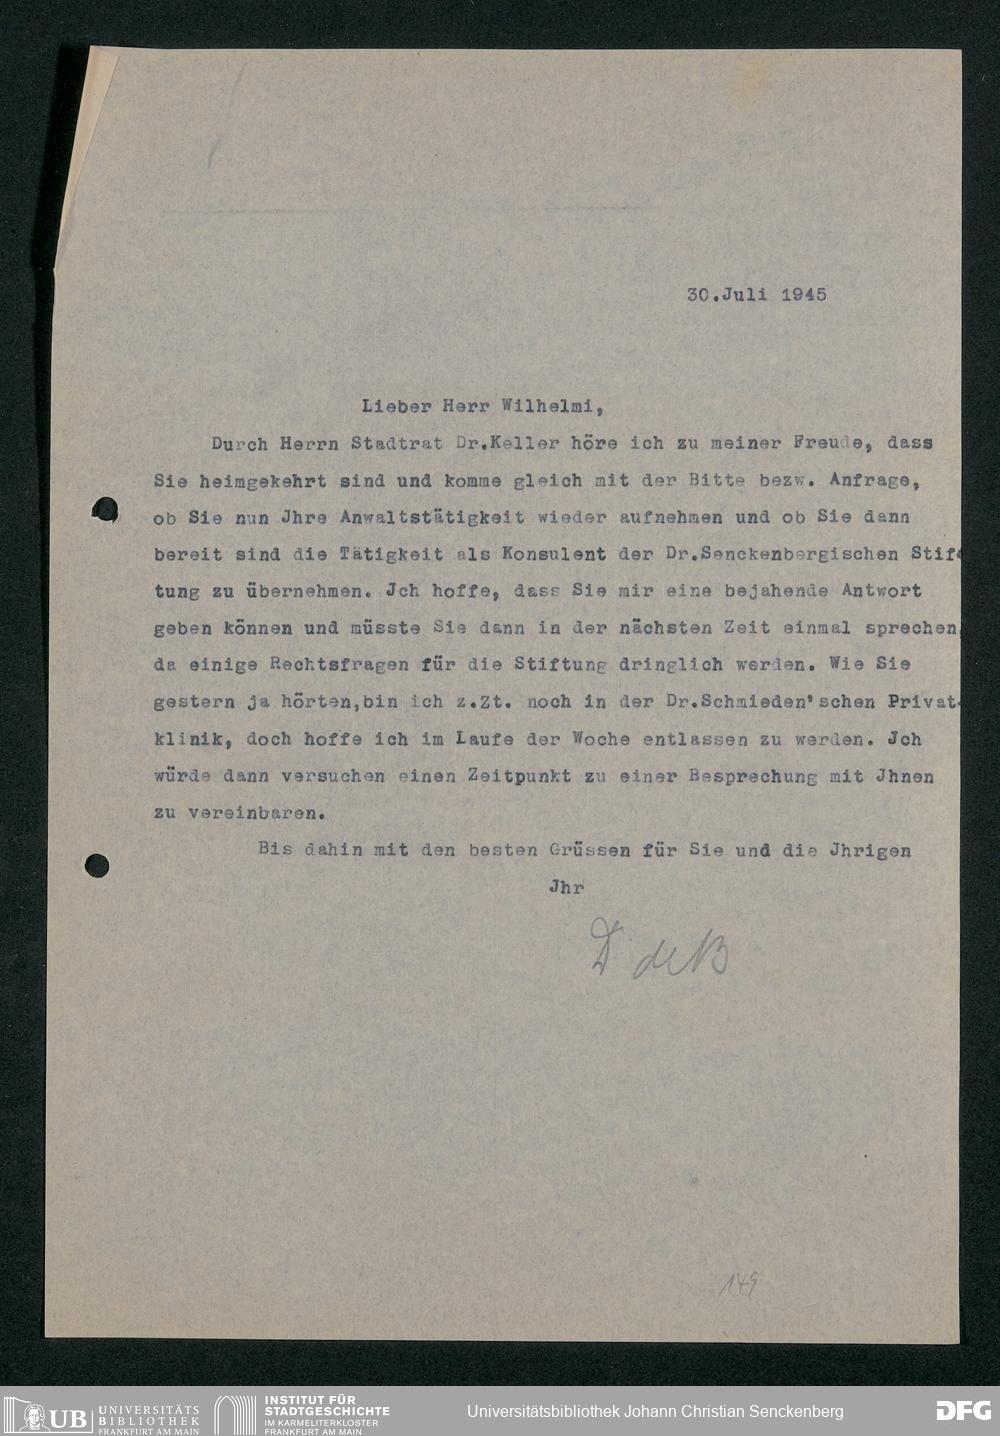 30.Juli 1945
Lieber Herr Wilhelmi,
Durch Herrn Stadtrat Dr.Keller höre ich zu meiner Freude, dass
Sie heimgekehrt sind und komme gleich mit der Bitte bezw. Anfrage,
ob Sie nun Jhre Anwaltstätigkeit wieder aufnehmen und ob Sie dann
bereit sind die Tätigkeit als Konsulent der Dr.Senckenbergischen Stif-
tung zu übernehmen. Jch hoffe, dass Sie mir eine bejahende Antwort
geben können und müsste Sie dann in der nächsten Zeit einmal sprechen,
da einige Rechtsfragen für die Stiftung dringlich werden. Wie Sie
gestern ja hörten,bin ich z.Zt. noch in der Dr.Schmieden'schen Privat-
klinik, doch hoffe ich im Laufe der Woche entlassen zu werden. Jch
würde dann versuchen einen Zeitpunkt zu einer Besprechung mit Jhnen
zu vereinbaren.
Bis dahin mit den besten Grüssen für Sie und die Jhrigen
Jhr
D de B
149
UB UNIVERSITÄTS
BIBLIOTHEK
FRANKFURT AM MAIN
INSTITUT FÜR
STADTGESCHICHTE
IM KARMELITERKLOSTER
FRANKFURT AM MAIN
Universitätsbibliothek Johann Christian Senckenberg
DFG